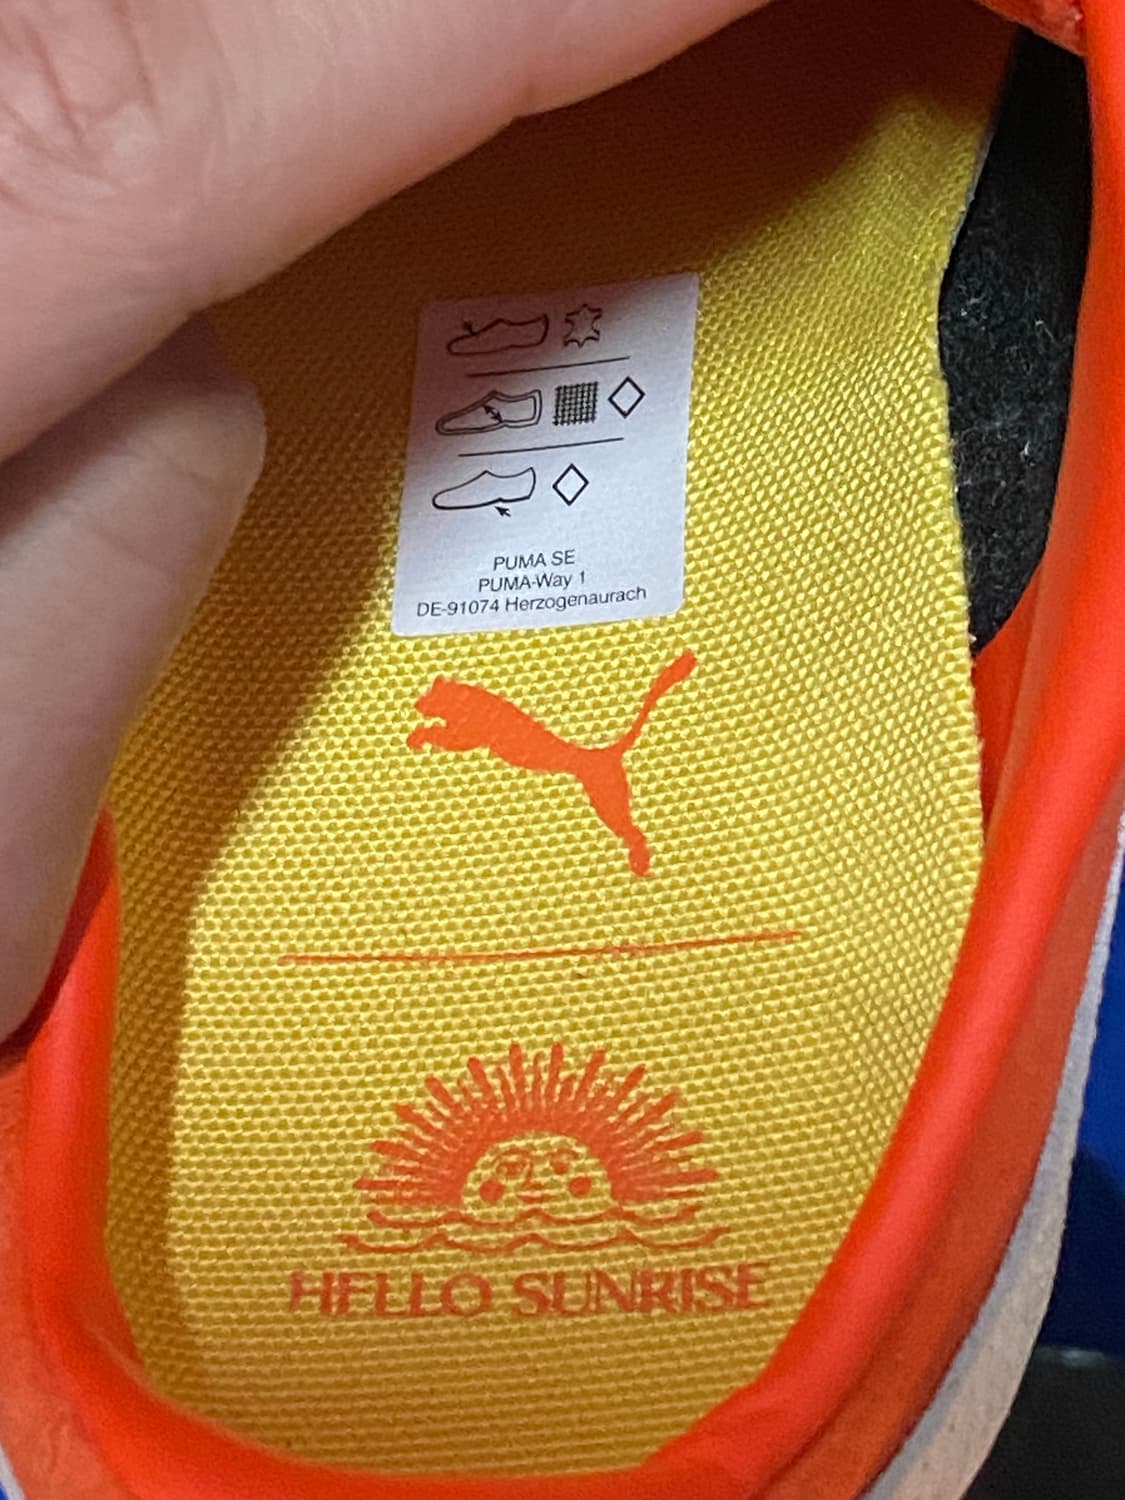 PUMA SE
PUMA-Way 1
DE-91074 Herzogenaurach
HELLO SUNRISE